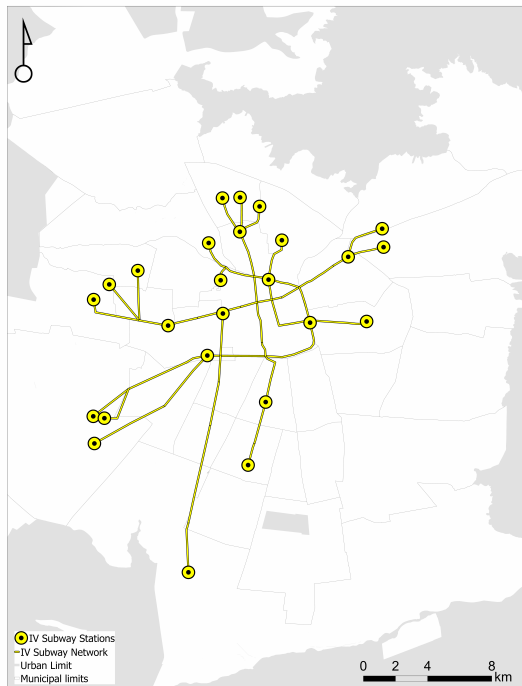 IV Subway Stations
IV Subway Network
Urban Limit
Municipal limits
0 2 4 8
km